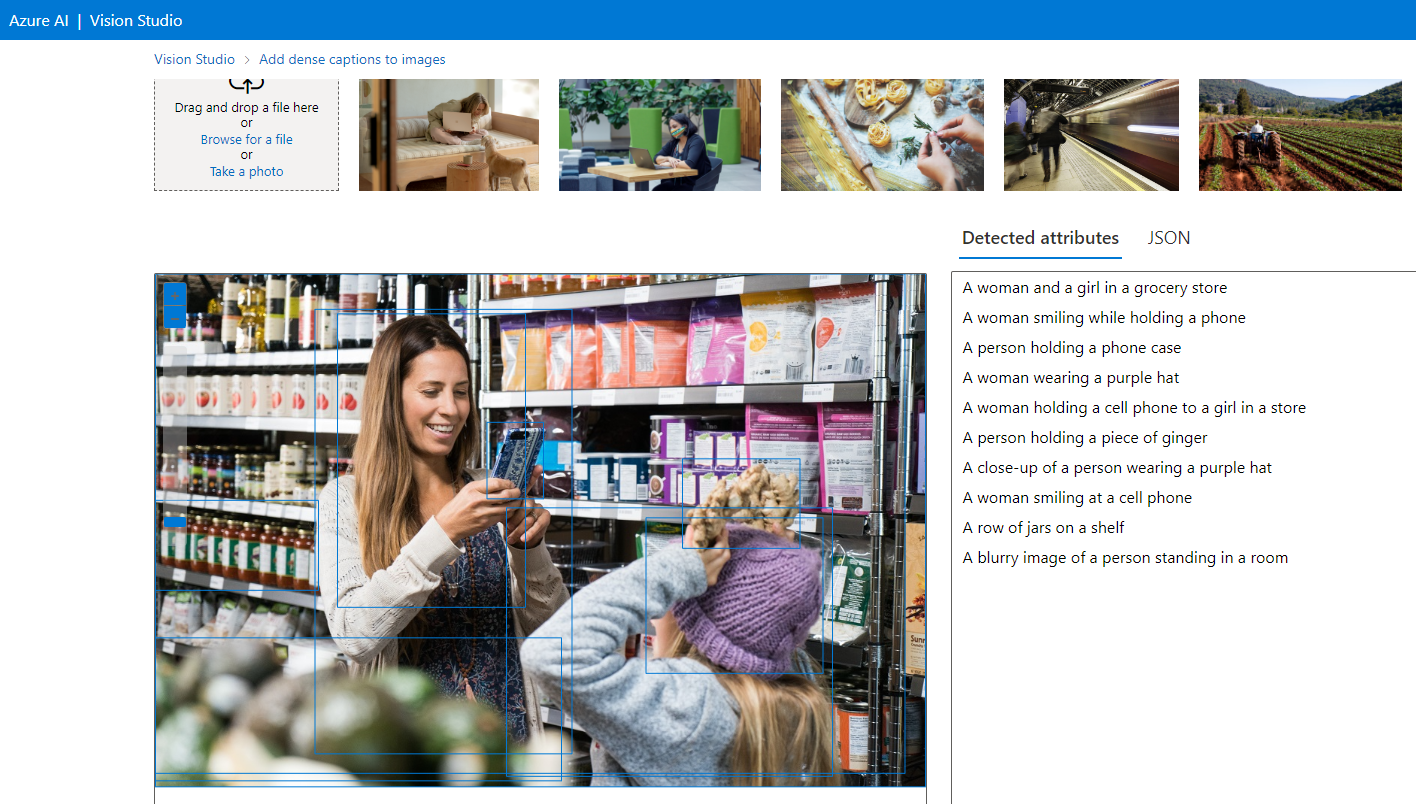 Azure AI | Vision Studio
Vision Studio > Add dense captions to images
Drag and drop a file here
or
Browse for a file
or
Take a photo
Detected attributes
JSON
A woman and a girl in a grocery store
A woman smiling while holding a phone
A person holding a phone case
A woman wearing a purple hat
A woman holding a cell phone to a girl in a store
A person holding a piece of ginger
A close-up of a person wearing a purple hat
A woman smiling at a cell phone
A row of jars on a shelf
A blurry image of a person standing in a room